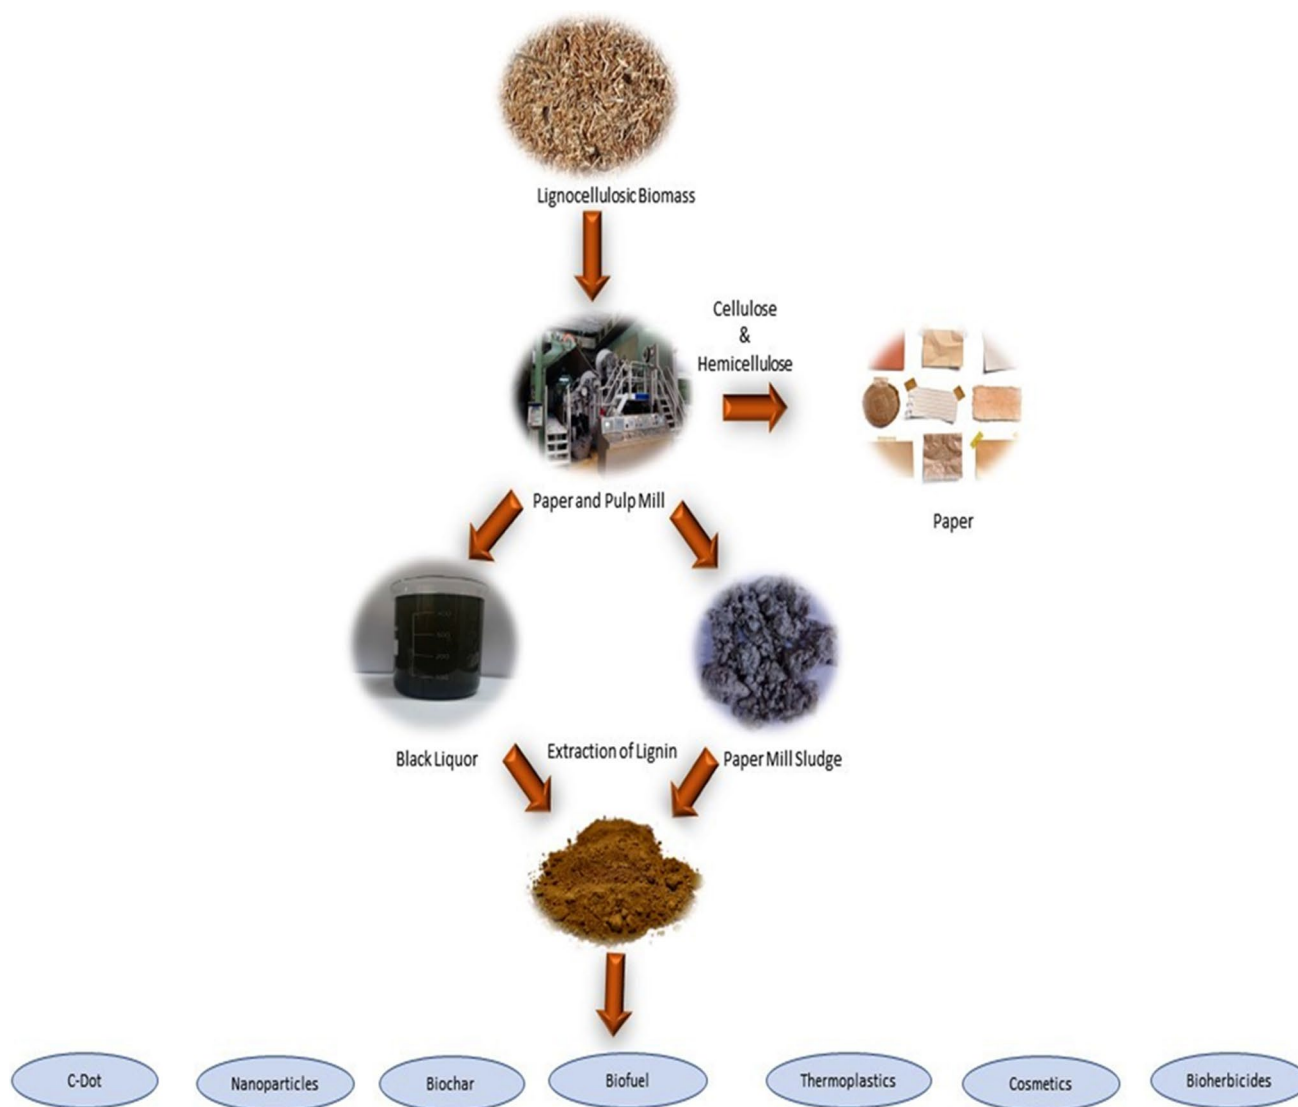 Lignocellulosic Biomass
Cellulose
&
Hemicellulose
Paper and Pulp Mill
Paper
Black Liquor
Extraction of Lignin
Paper Mill Sludge
C-Dot
Nanoparticles
Biochar
Biofuel
Thermoplastics
Cosmetics
Bioherbicides